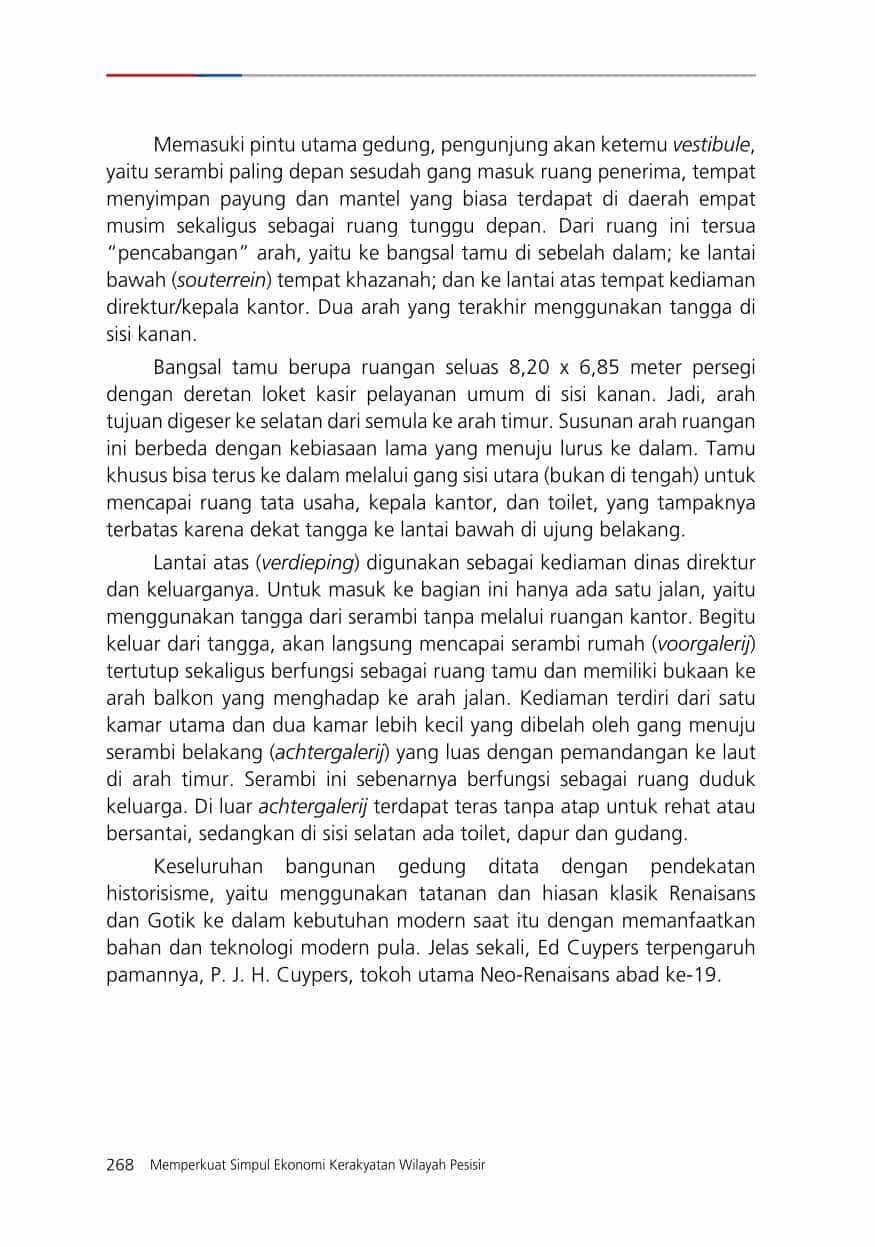 Memasuki pintu utama gedung, pengunjung akan ketemu vestibule,
yaitu serambi paling depan sesudah gang masuk ruang penerima, tempat
menyimpan payung dan mantel yang biasa terdapat di daerah empat
musim sekaligus sebagai ruang tunggu depan. Dari ruang ini tersua
“pencabangan” arah, yaitu ke bangsal tamu di sebelah dalam; ke lantai
bawah (souterrein) tempat khazanah; dan ke lantai atas tempat kediaman
direktur/kepala kantor. Dua arah yang terakhir menggunakan tangga di
sisi kanan.
Bangsal tamu berupa ruangan seluas 8,20 x 6,85 meter persegi
dengan deretan loket kasir pelayanan umum di sisi kanan. Jadi, arah
tujuan digeser ke selatan dari semula ke arah timur. Susunan arah ruangan
ini berbeda dengan kebiasaan lama yang menuju lurus ke dalam. Tamu
khusus bisa terus ke dalam melalui gang sisi utara (bukan di tengah) untuk
mencapai ruang tata usaha, kepala kantor, dan toilet, yang tampaknya
terbatas karena dekat tangga ke lantai bawah di ujung belakang.
Lantai atas (verdieping) digunakan sebagai kediaman dinas direktur
dan keluarganya. Untuk masuk ke bagian ini hanya ada satu jalan, yaitu
menggunakan tangga dari serambi tanpa melalui ruangan kantor. Begitu
keluar dari tangga, akan langsung mencapai serambi rumah (voorgalerij)
tertutup sekaligus berfungsi sebagai ruang tamu dan memiliki bukaan ke
arah balkon yang menghadap ke arah jalan. Kediaman terdiri dari satu
kamar utama dan dua kamar lebih kecil yang dibelah oleh gang menuju
serambi belakang (achtergalerij) yang luas dengan pemandangan ke laut
di arah timur. Serambi ini sebenarnya berfungsi sebagai ruang duduk
keluarga. Di luar achtergalerij terdapat teras tanpa atap untuk rehat atau
bersantai, sedangkan di sisi selatan ada toilet, dapur dan gudang.
Keseluruhan bangunan gedung ditata dengan pendekatan
historisisme, yaitu menggunakan tatanan dan hiasan klasik Renaisans
dan Gotik ke dalam kebutuhan modern saat itu dengan memanfaatkan
bahan dan teknologi modern pula. Jelas sekali, Ed Cuypers terpengaruh
pamannya, P. J. H. Cuypers, tokoh utama Neo-Renaisans abad ke-19.
268 Memperkuat Simpul Ekonomi Kerakyatan Wilayah Pesisir